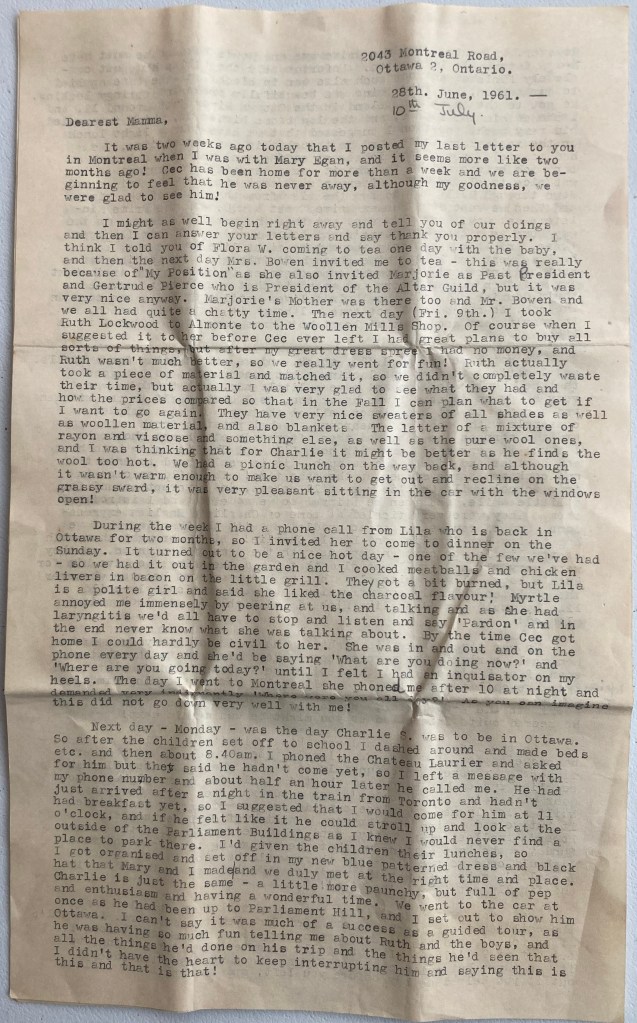 2043 Montreal Road,
Ottawa 2, Ontario.
28th. June, 1961. —
10th July.
Dearest Mamma,
It was two weeks ago today that I posted my last letter to you
in Montreal when I was with Mary Egan, and it seems more like two
months ago! Cec has been home for more than a week and we are be-
ginning to feel that he was never away, although my goodness, we
were glad to see him!
I might as well begin right away and tell you of our doings
and then I can answer your letters and say thank you properly. I
think I told you of Flora W. coming to tea one day with the baby,
and then the next day Mrs. Bowen invited me to tea - this was really
because of "My Position" as she also invited Marjorie as Past President
and Gertrude Pierce who is President of the Altar Guild, but it was
very nice anyway. Marjorie's Mother was there too and Mr. Bowen and
we all had quite a chatty time. The next day (Fri. 9th.) I took
Ruth Lockwood to Almonte to the Woollen Mills Shop. Of course when I
suggested it to her before Cec ever left I had great plans to buy all
sorts of things, but after my great dress spree I had no money, and
Ruth wasn't much better, so we really went for fun! Ruth actually
took a piece of material and matched it, so we didn't completely waste
their time, but actually I was very glad to see what they had and
how the prices compared so that in the Fall I can plan what to get if
I want to go again. They have very nice sweaters of all shades as well
as woollen material, and also blankets. The latter of a mixture of
rayon and viscose and something else, as well as the pure wool ones,
and I was thinking that for Charlie it might be better as he finds the
wool too hot. We had a picnic lunch on the way back, and although
it wasn't warm enough to make us want to get out and recline on the
grassy sward, it was very pleasant sitting in the car with the windows
open!
During the week I had a phone call from Lila who is back in
Ottawa for two months, so I invited her to come to dinner on the
Sunday. It turned out to be a nice hot day - one of the few we've had
- so we had it out in the garden and I cooked meatballs and chicken
livers in bacon on the little grill. They got a bit burned, but Lila
is a polite girl and said she liked the charcoal flavour! Myrtle
annoyed me immensely by peering at us, and talking and as she had
laryngitis we'd all have to stop and listen and say 'Pardon' and in
the end never know what she was talking about. By the time Cec got
home I could hardly be civil to her. She was in and out and on the
phone every day and she'd be saying 'What are you doing now?' and
'Where are you going today?' until I felt I had an inquisator on my
heels. The day I went to Montreal she phoned me after 10 at night and
demanded very indignantly 'Where were you all day?' as you can imagine
this did not go down very well with me!
Next day - Monday - was the day Charlie S. was to be in Ottawa.
So after the children set off to school I dashed around and made beds
etc. and then about 8.40am. I phoned the Chateau Laurier and asked
for him but they said he hadn't come yet, so I left a message with
my phone number and about half an hour later he called me. He had
just arrived after a night in the train from Toronto and hadn't
had breakfast yet, so I suggested that I would come for him at 11
o'clock, and if he felt like it he could stroll up and look at the
outside of the Parliament Buildings as I knew I would never find a
place to park there. I'd given the children their lunches, so
I got organised and set off in my new blue patterned dress and black
hat that Mary and I made and we duly met at the right time and place.
Charlie is just the same - a little more paunchy, but full of pep
and enthusiasm and having a wonderful time. We went to the car at
once as he had been up to Parliament Hill, and I set out to show him
Ottawa. I can't say it was much of a success as a guided tour, as
he was having so much fun telling me about Ruth and the boys, and
all the things he'd done on his trip and the things he'd seen that
I didn't have the heart to keep interrupting him and saying this is
this and that is that!